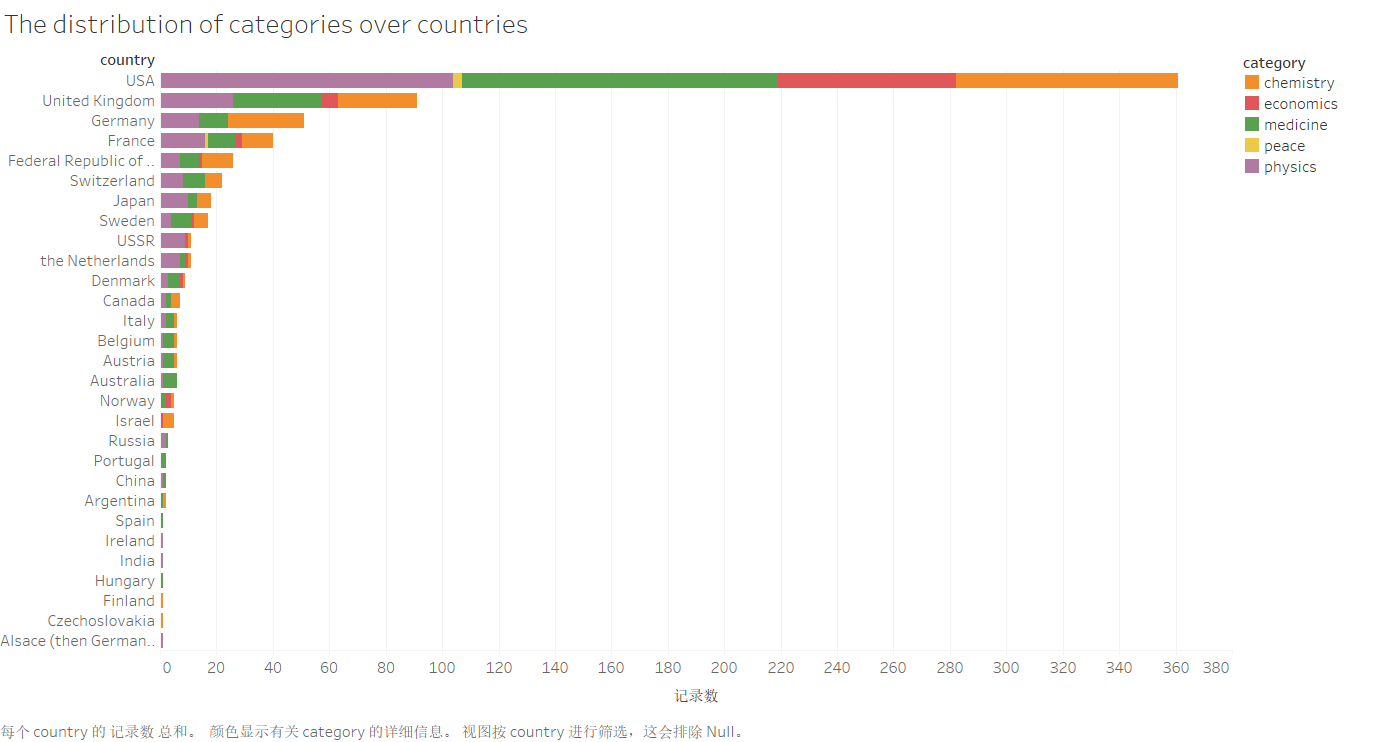 The distribution of categories over countries
country
USA
United Kingdom
Germany
France
Federal Republic of ..
Switzerland
Japan
Sweden
USSR
the Netherlands
Denmark
Canada
Italy
Belgium
Austria
Australia
Norway
Israel
Russia
Portugal
China
Argentina
Spain
Ireland
India
Hungary
Finland
Czechoslovakia
Alsace (then German..
0 20 40 60 80 100 120 140 160 180 200 220 240 260 280 300 320 340 360 380
记录数
category
chemistry
economics
medicine
peace
physics
每个 country 的 记录数 总和。 颜色显示有关 category 的详细信息。 视图按 country 进行筛选，这会排除 Null。